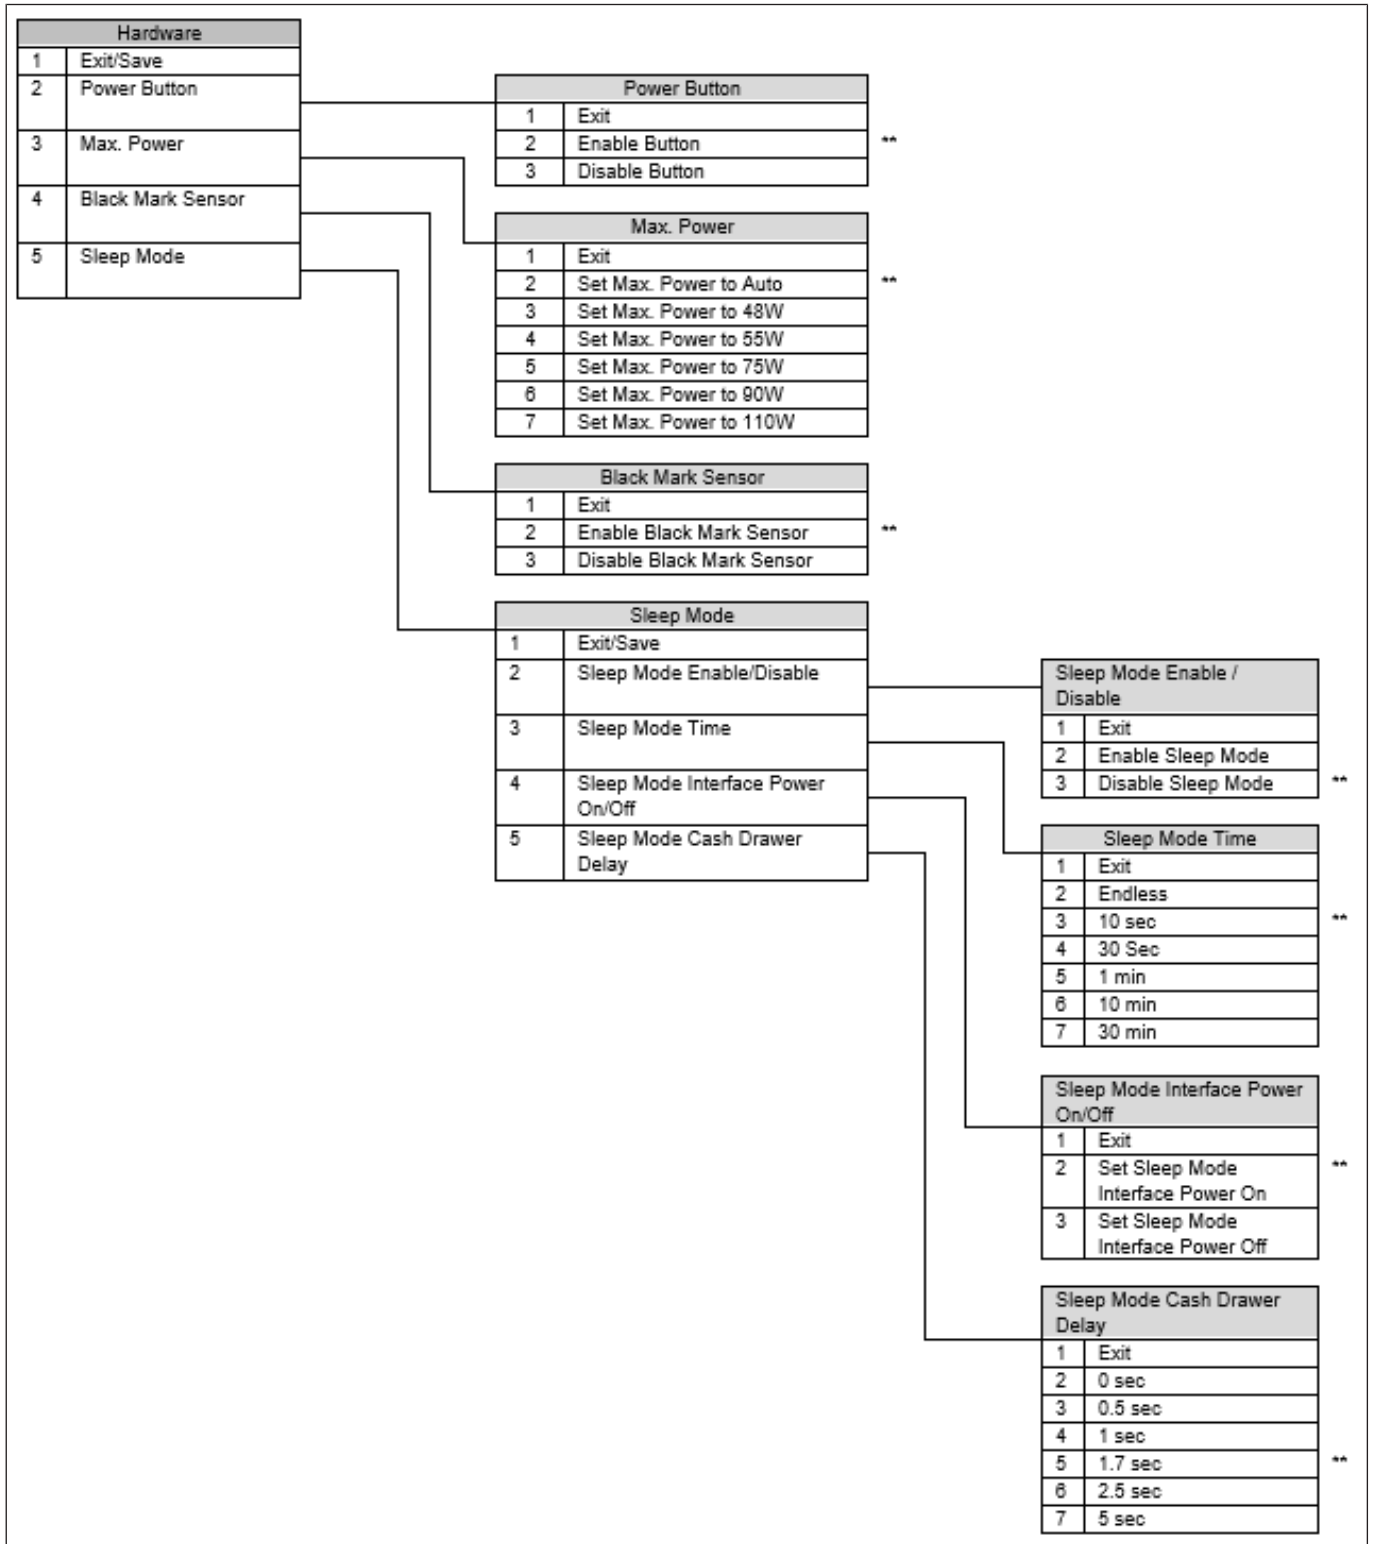 Hardware
1 Exit/Save
2 Power Button
3 Max. Power
4 Black Mark Sensor
5 Sleep Mode
Power Button
1 Exit
2 Enable Button **
3 Disable Button
Max. Power
1 Exit
2 Set Max. Power to Auto **
3 Set Max. Power to 48W
4 Set Max. Power to 55W
5 Set Max. Power to 75W
6 Set Max. Power to 90W
7 Set Max. Power to 110W
Black Mark Sensor
1 Exit
2 Enable Black Mark Sensor **
3 Disable Black Mark Sensor
Sleep Mode
1 Exit/Save
2 Sleep Mode Enable/Disable
3 Sleep Mode Time
4 Sleep Mode Interface Power
On/Off
5 Sleep Mode Cash Drawer
Delay
Sleep Mode Enable /
Disable
1 Exit
2 Enable Sleep Mode
3 Disable Sleep Mode **
Sleep Mode Time
1 Exit
2 Endless
3 10 sec **
4 30 Sec
5 1 min
6 10 min
7 30 min
Sleep Mode Interface Power
On/Off
1 Exit
2 Set Sleep Mode **
Interface Power On
3 Set Sleep Mode
Interface Power Off
Sleep Mode Cash Drawer
Delay
1 Exit
2 0 sec
3 0.5 sec
4 1 sec
5 1.7 sec **
6 2.5 sec
7 5 sec